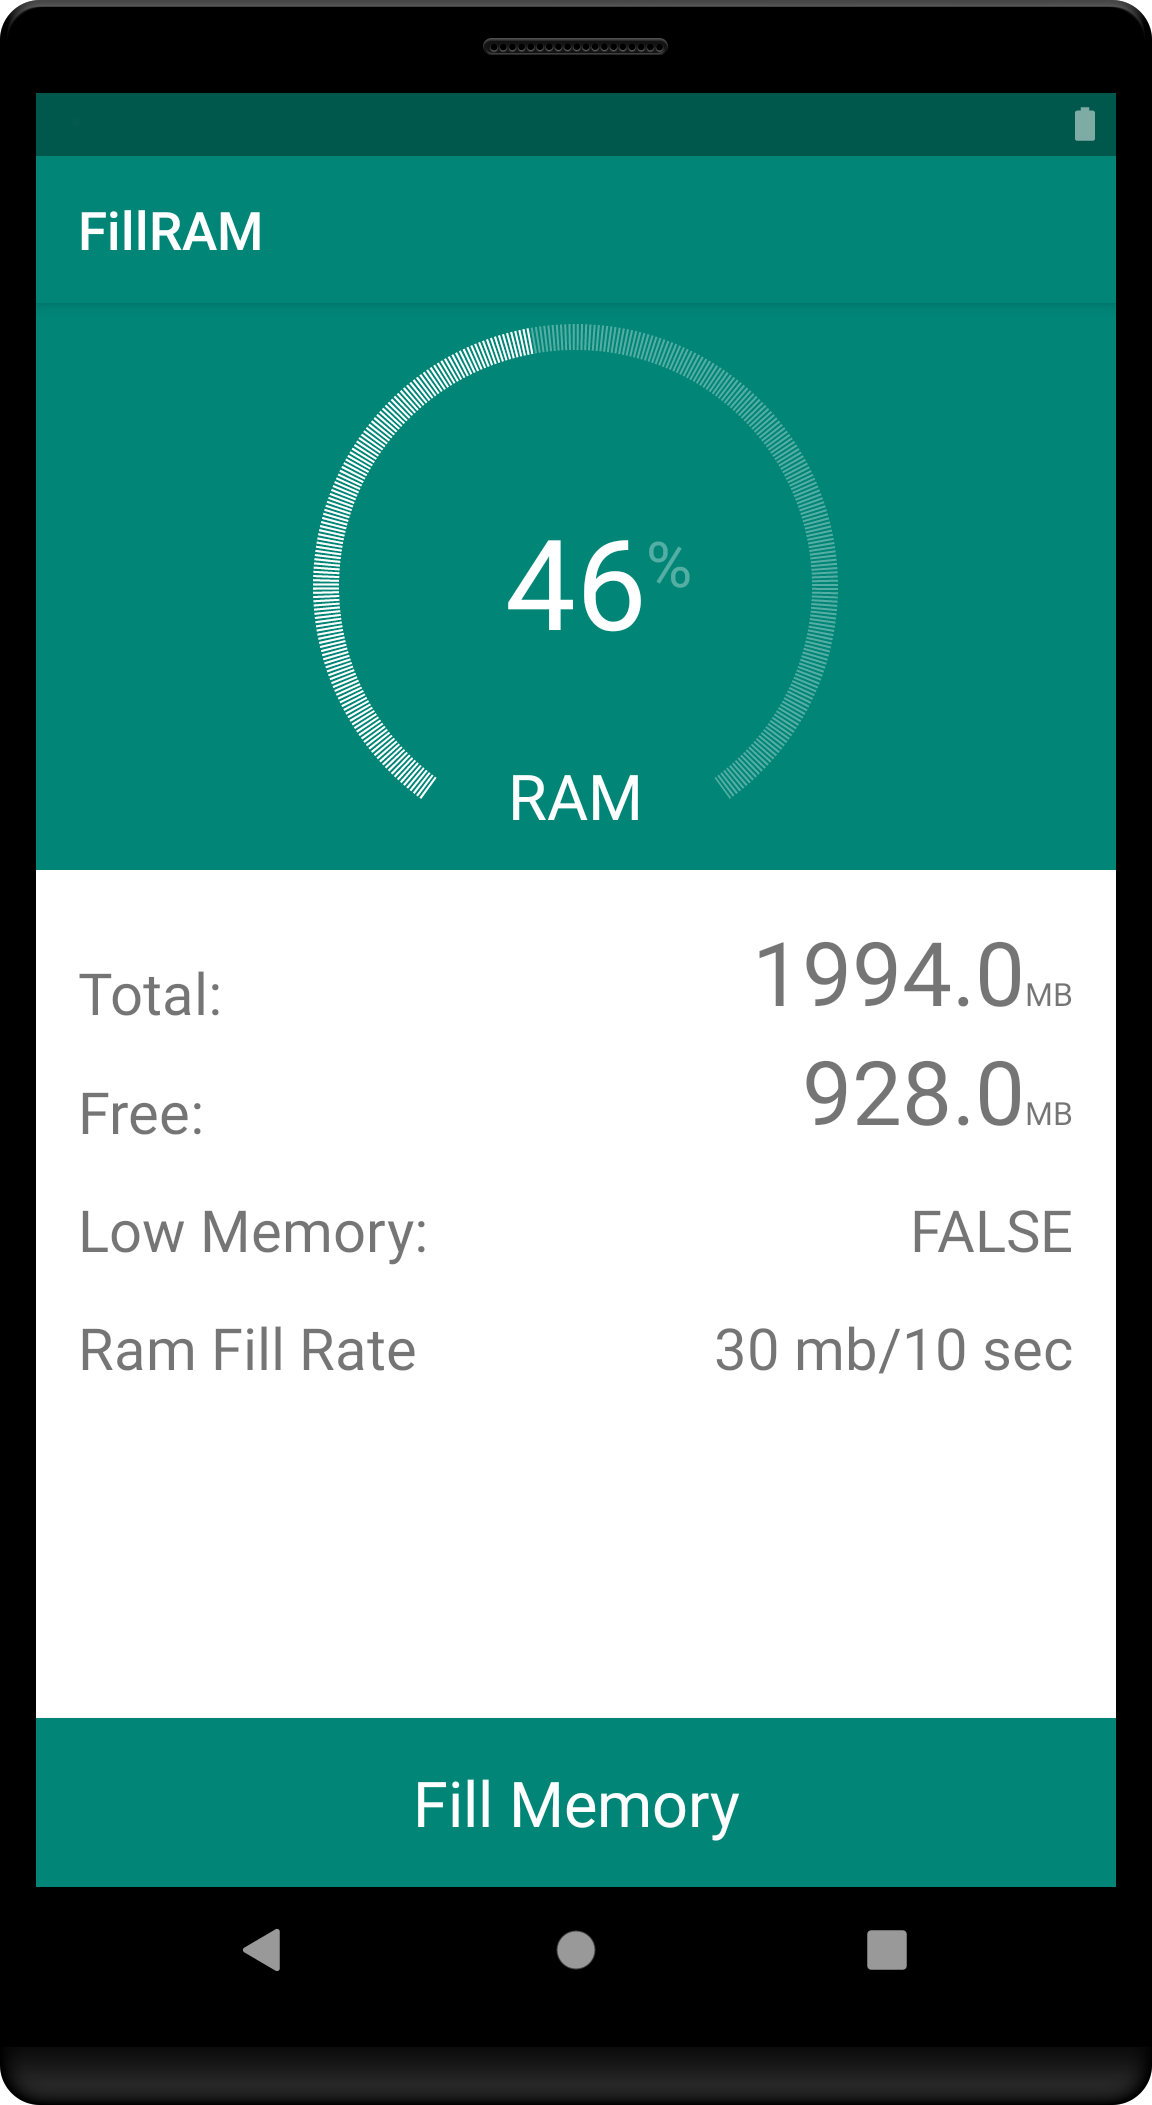 FillRAM
46%
RAM
Total: 1994.0MB
Free: 928.0MB
Low Memory: FALSE
Ram Fill Rate 30 mb/10 sec
Fill Memory